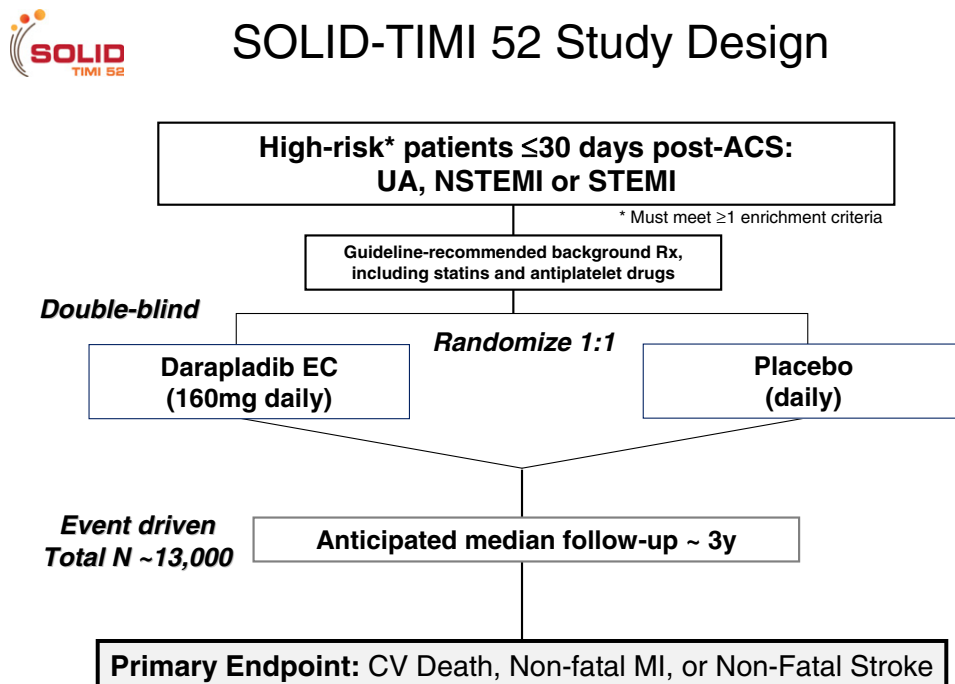 SOLID
TIMI 52
SOLID-TIMI 52 Study Design
High-risk* patients ≤30 days post-ACS:
UA, NSTEMI or STEMI
* Must meet ≥1 enrichment criteria
Guideline-recommended background Rx,
including statins and antiplatelet drugs
Double-blind
Randomize 1:1
Darapladib EC
(160mg daily)
Placebo
(daily)
Event driven
Total N ~13,000
Anticipated median follow-up ~ 3y
Primary Endpoint: CV Death, Non-fatal MI, or Non-Fatal Stroke